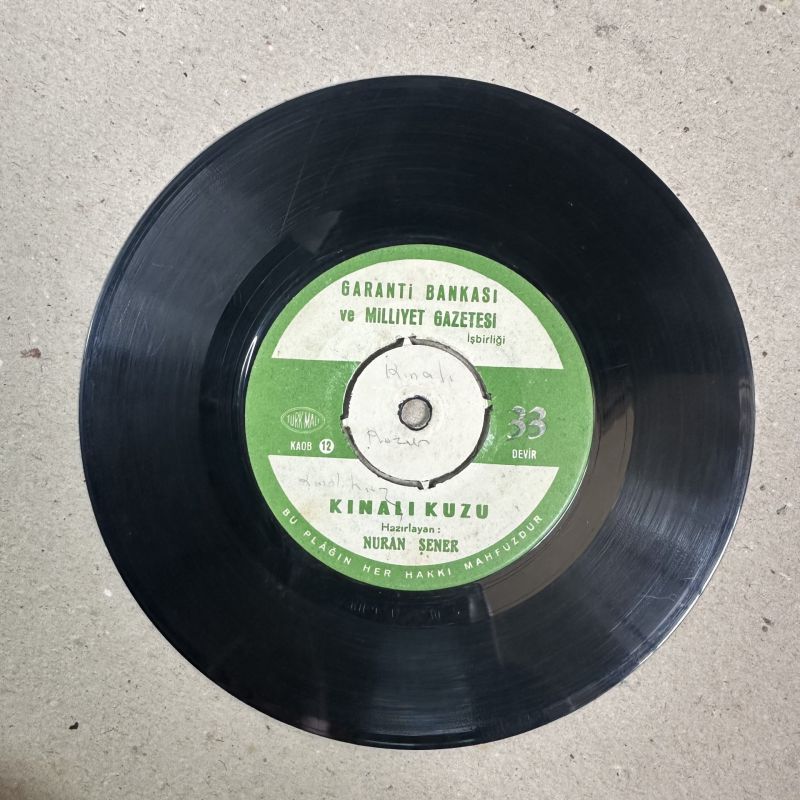 GARANTİ BANKASI
ve MİLLİYET GAZETESİ
İşbirliği
Kınalı
TÜRK MALI
33
KAOB 12
DEVİR
KINALI KUZU
Hazırlayan :
NURAN ŞENER
BU PLÂĞIN HER HAKKI MAHFUZDUR